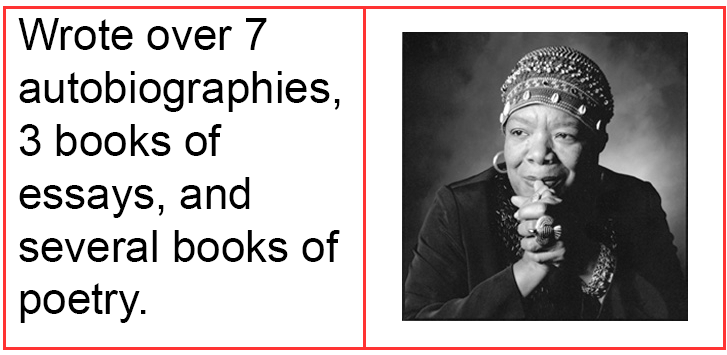 Wrote over 7
autobiographies,
3 books of
essays, and
several books of
poetry.